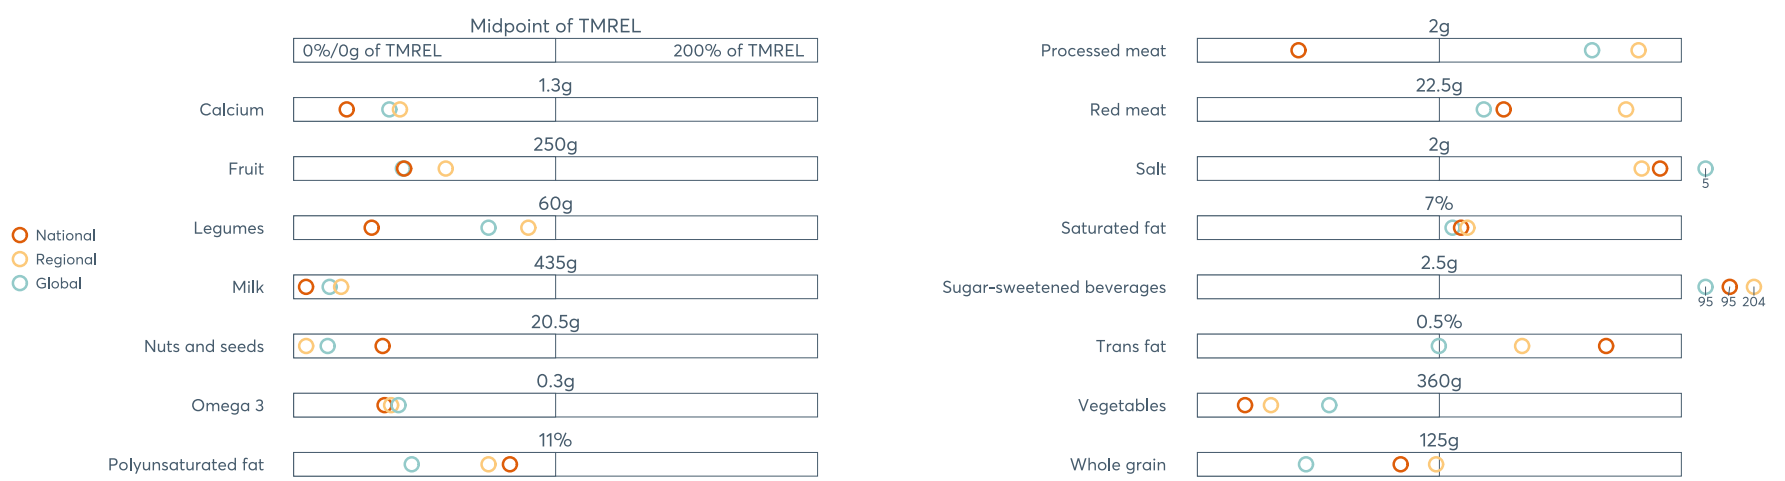 Midpoint of TMREL
0%/0g of TMREL 200% of TMREL
1.3g
Calcium
250g
Fruit
60g
Legumes
435g
Milk
20.5g
Nuts and seeds
0.3g
Omega 3
11%
Polyunsaturated fat
National
Regional
Global
2g
Processed meat
22.5g
Red meat
2g
Salt
5
7%
Saturated fat
2.5g
Sugar-sweetened beverages
95 95 204
0.5%
Trans fat
360g
Vegetables
125g
Whole grain